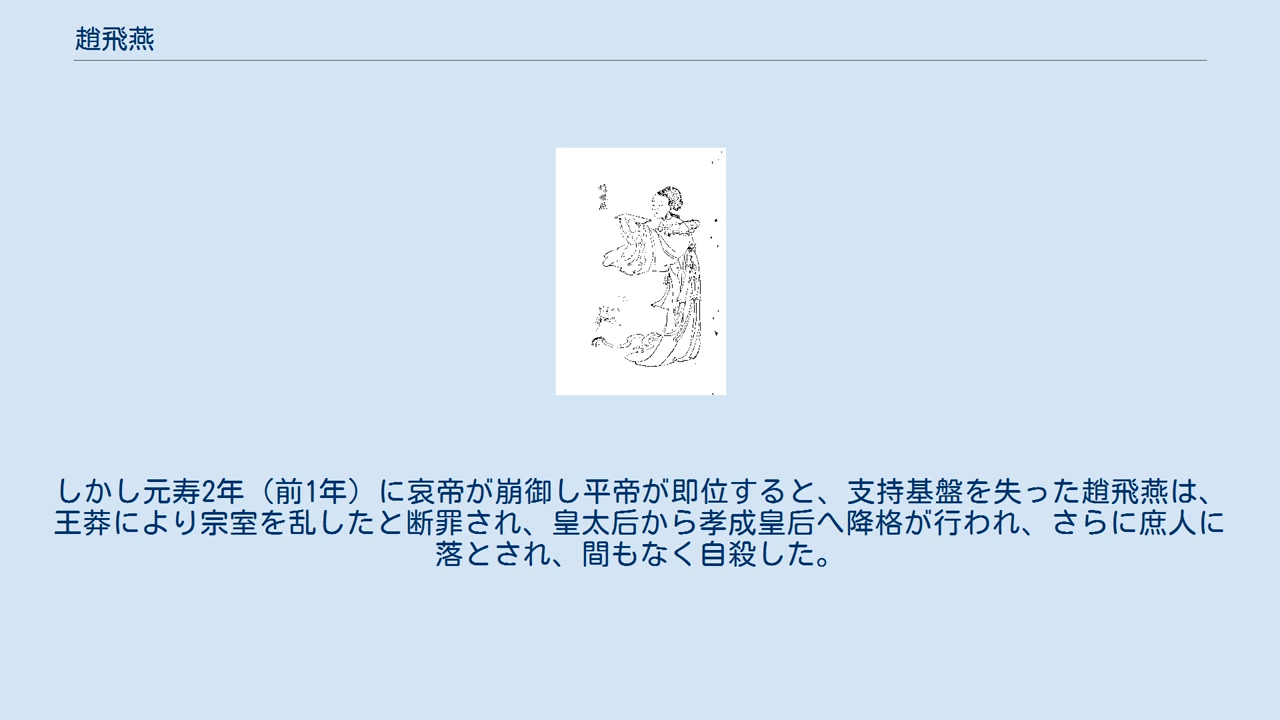 趙飛燕
しかし元寿2年（前1年）に哀帝が崩御し平帝が即位すると、支持基盤を失った趙飛燕は、
王莽により宗室を乱したと断罪され、皇太后から孝成皇后へ降格が行われ、さらに庶人に
落とされ、間もなく自殺した。